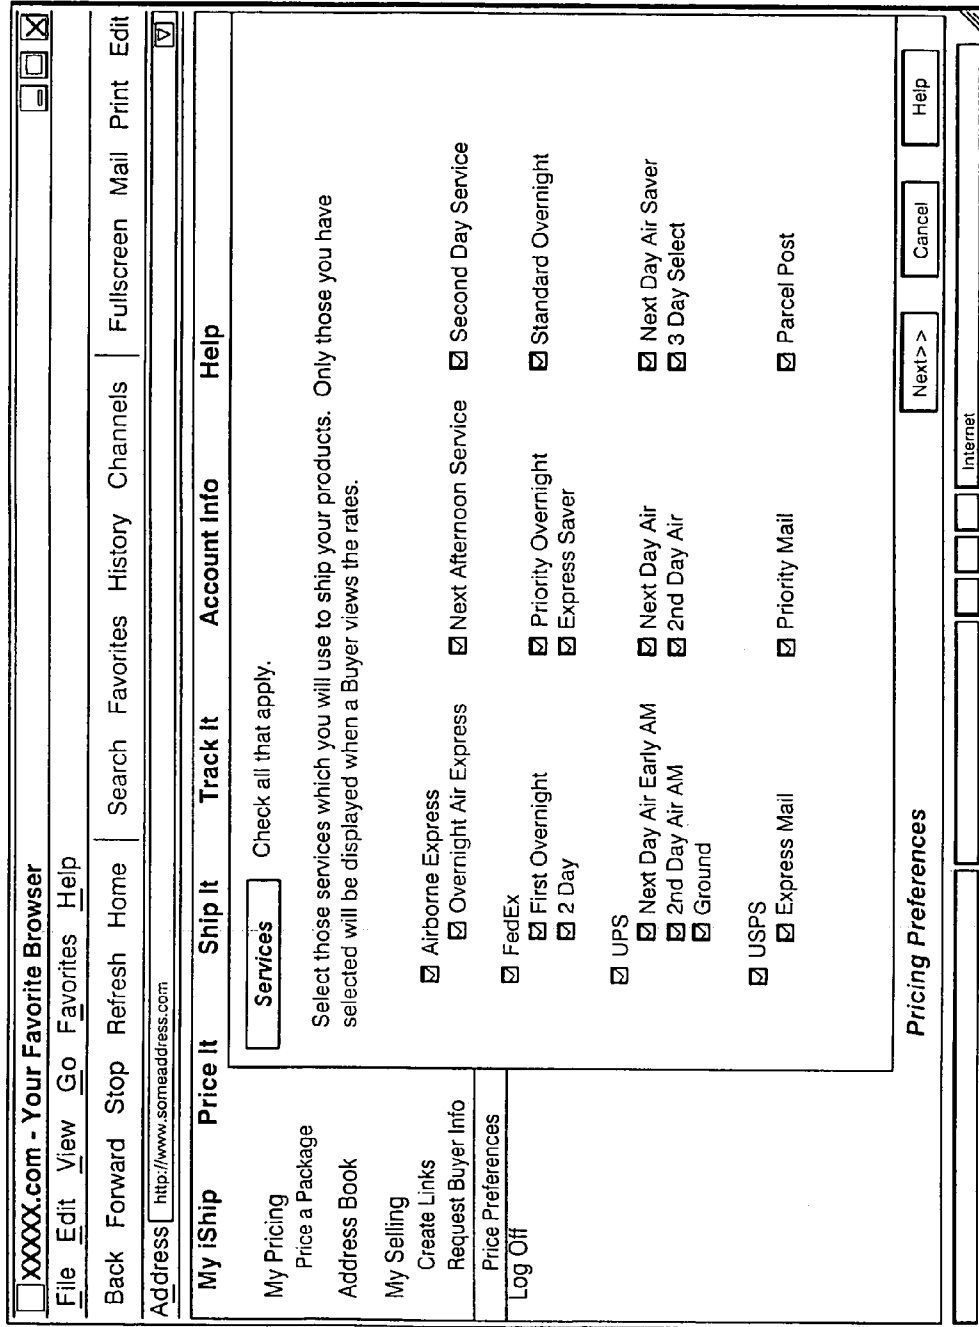 XXXXX.com - Your Favorite Browser
File Edit View Go Favorites Help
Back Forward Stop Refresh Home Search Favorites History Channels Fullscreen Mail Print Edit
Address http://www.someaddress.com
My iShip Price It Ship It Track It Account Info Help
My Pricing
Price a Package
Address Book
My Selling
Create Links
Request Buyer Info
Price Preferences
Log Off
Services Check all that apply.
Select those services which you will use to ship your products. Only those you have
selected will be displayed when a Buyer views the rates.
Airborne Express
Overnight Air Express Next Afternoon Service Second Day Service
FedEx
First Overnight Priority Overnight Standard Overnight
2 Day Express Saver
UPS
Next Day Air Early AM Next Day Air Next Day Air Saver
2nd Day Air AM 2nd Day Air 3 Day Select
Ground
USPS
Express Mail Priority Mail Parcel Post
Pricing Preferences Next>> Cancel Help
Internet